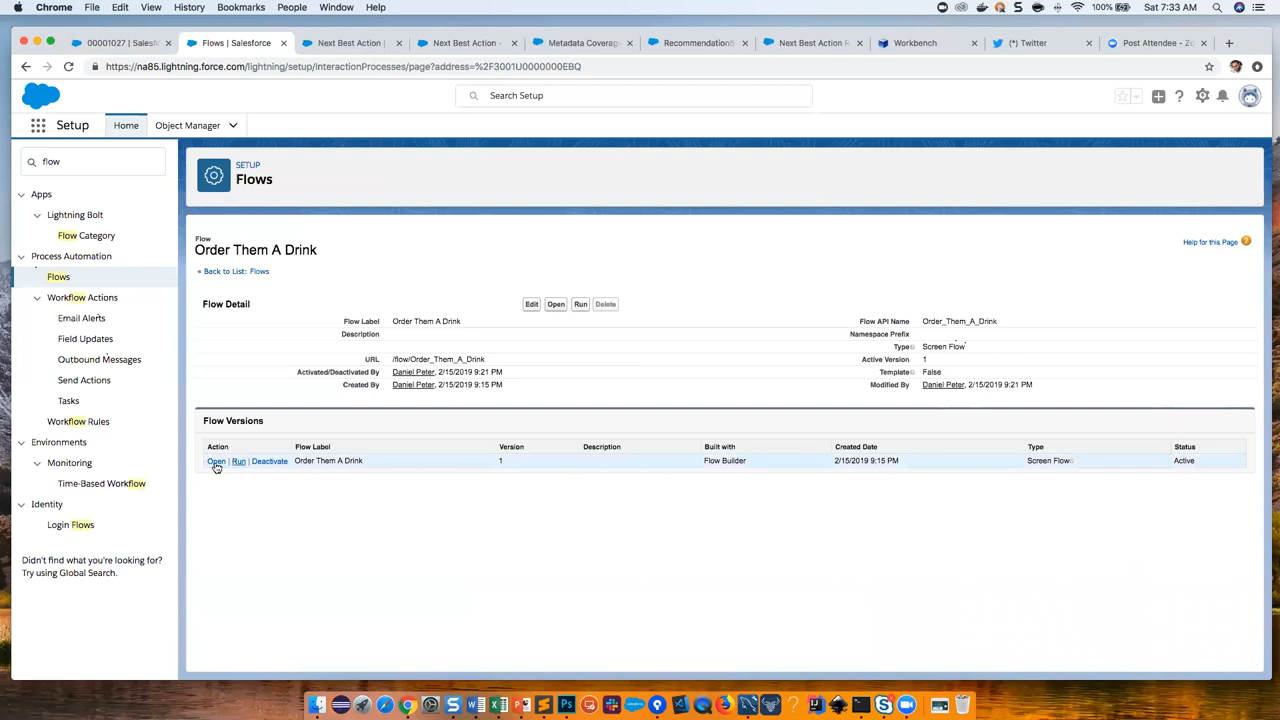 Chrome File Edit View History Bookmarks People Window Help 100% Sat 7:33 AM
00001027 | Salesfo Flows | Salesforce Next Best Action | Next Best Action - Metadata Coverag RecommendationS Next Best Action R Workbench (*) Twitter Post Attendee - Zo
https://na85.lightning.force.com/lightning/setup/InteractionProcesses/page?address=%2F3001U0000000EBQ
Search Setup
Setup Home Object Manager
flow
Apps
Lightning Bolt
Flow Category
Process Automation
Flows
Workflow Actions
Email Alerts
Field Updates
Outbound Messages
Send Actions
Tasks
Workflow Rules
Environments
Monitoring
Time-Based Workflow
Identity
Login Flows
Didn't find what you're looking for?
Try using Global Search.
SETUP
Flows
Flow
Order Them A Drink
Help for this Page
« Back to List: Flows
Flow Detail Edit Open Run Delete
Flow Label Order Them A Drink Flow API Name Order_Them_A_Drink
Description Namespace Prefix
Type Screen Flow
URL /flow/Order_Them_A_Drink Active Version 1
Activated/Deactivated By Daniel Peter, 2/15/2019 9:21 PM Template False
Created By Daniel Peter, 2/15/2019 9:15 PM Modified By Daniel Peter, 2/15/2019 9:21 PM
Flow Versions
Action Flow Label Version Description Built with Created Date Type Status
Open | Run | Deactivate Order Them A Drink 1 Flow Builder 2/15/2019 9:15 PM Screen Flow Active